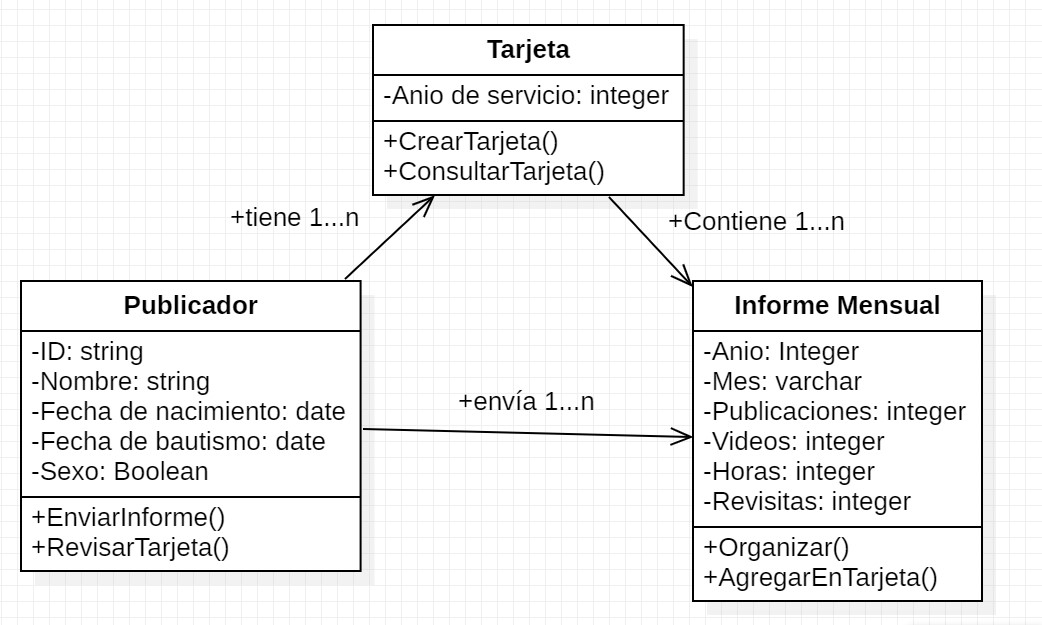 Tarjeta
-Anio de servicio: integer
+CrearTarjeta()
+ConsultarTarjeta()
+tiene 1...n
+Contiene 1...n
Publicador
-ID: string
-Nombre: string
-Fecha de nacimiento: date
-Fecha de bautismo: date
-Sexo: Boolean
+EnviarInforme()
+RevisarTarjeta()
+envía 1...n
Informe Mensual
-Anio: Integer
-Mes: varchar
-Publicaciones: integer
-Videos: integer
-Horas: integer
-Revisitas: integer
+Organizar()
+AgregarEnTarjeta()